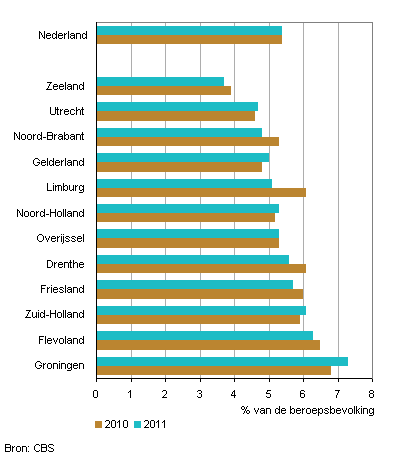 Nederland
Zeeland
Utrecht
Noord-Brabant
Gelderland
Limburg
Noord-Holland
Overijssel
Drenthe
Friesland
Zuid-Holland
Flevoland
Groningen
0 1 2 3 4 5 6 7 8
% van de beroepsbevolking
2010 2011
Bron: CBS